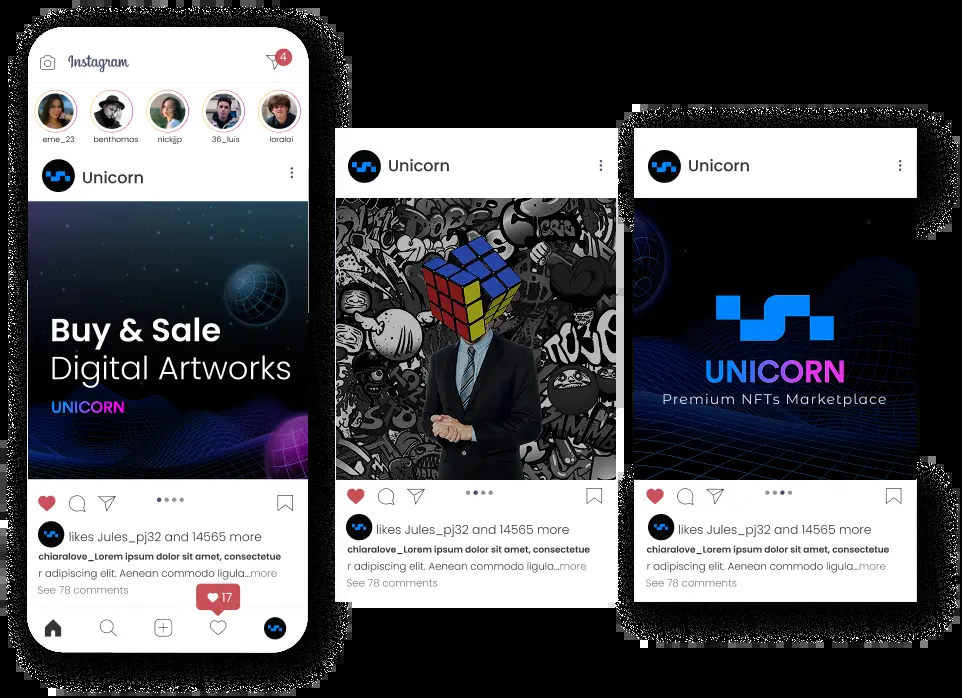 Instagram
4
eme_23
benthomas
nickjjp
36_luis
loralai
Unicorn
Buy & Sale
Digital Artworks
UNICORN
likes Jules_pj32 and 14565 more
chiaralove_Lorem ipsum dolor sit amet, consectetue
r adipiscing elit. Aenean commodo ligula...more
See 78 comments
17
Unicorn
likes Jules_pj32 and 14565 more
chiaralove_Lorem ipsum dolor sit amet, consectetue
r adipiscing elit. Aenean commodo ligula...more
See 78 comments
Unicorn
UNICORN
Premium NFTs Marketplace
likes Jules_pj32 and 14565 more
chiaralove_Lorem ipsum dolor sit amet, consectetue
r adipiscing elit. Aenean commodo ligula...more
See 78 comments